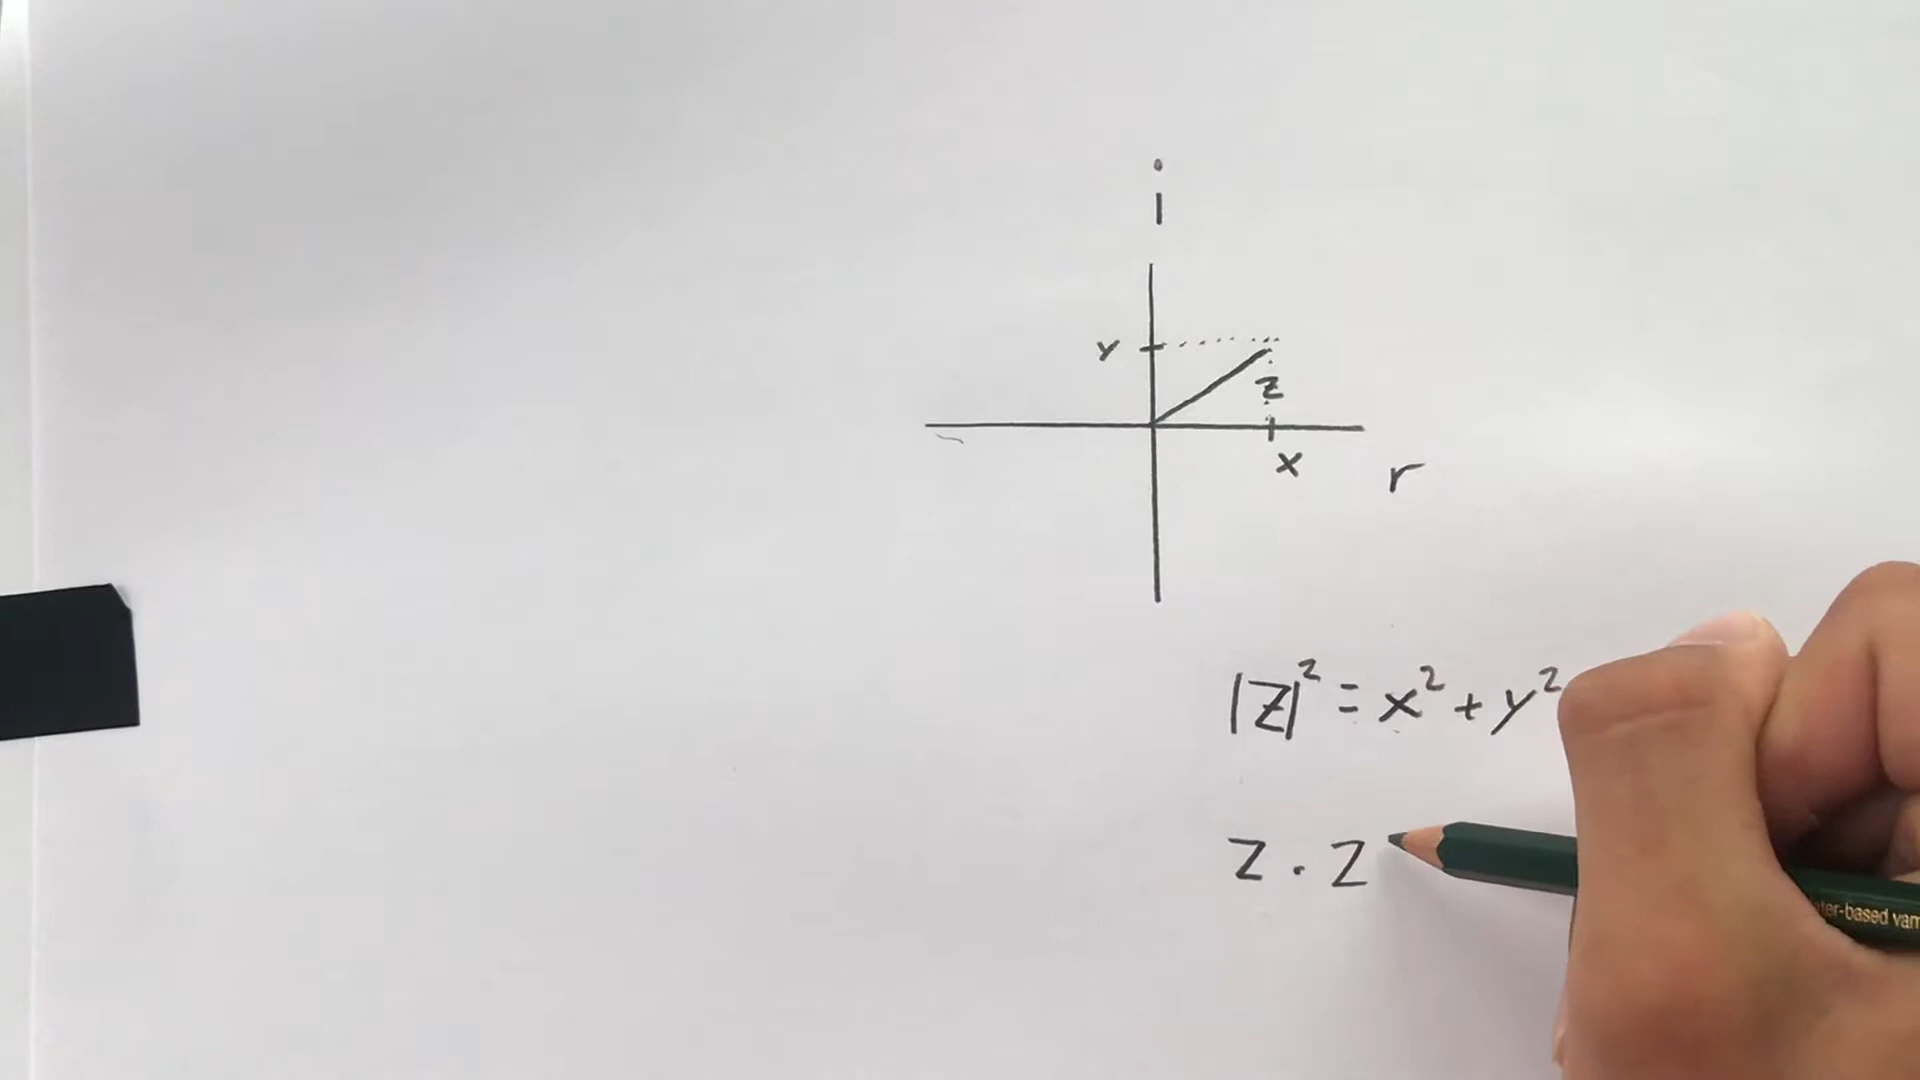 i
y
z
x
r
|z|² = x² + y²
z · z
ter-based var